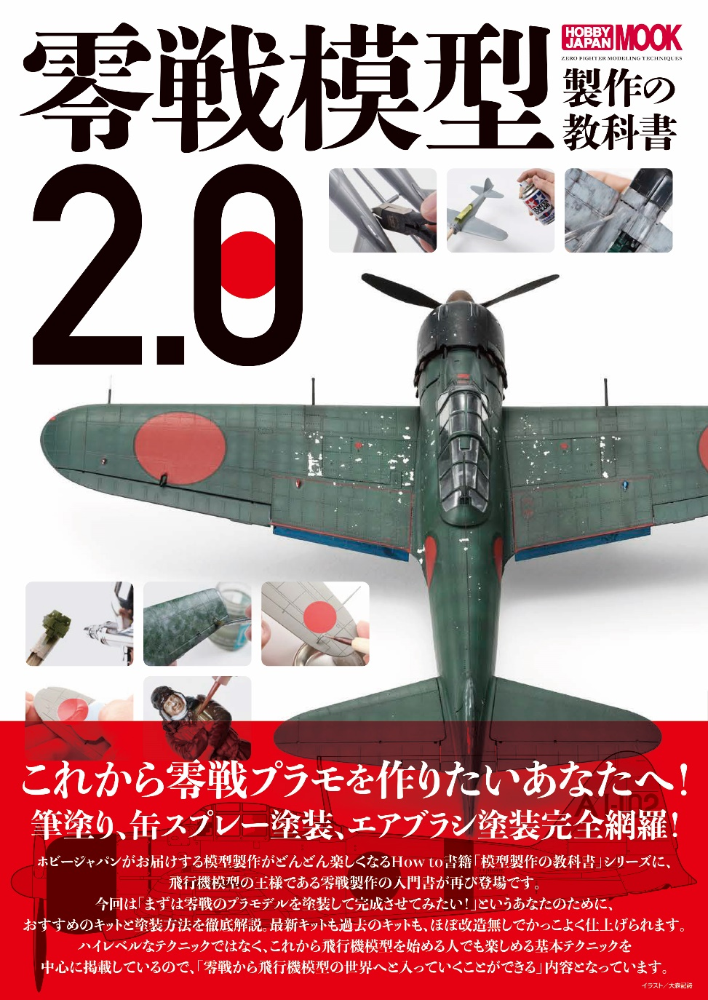 零戦模型
HOBBY JAPAN MOOK
ZERO FIGHTER MODELING TECHNIQUES
製作の
教科書
2.0
これから零戦プラモを作りたいあなたへ!
筆塗り、缶スプレー塗装、エアブラシ塗装完全網羅!
ホビージャパンがお届けする模型製作がどんどん楽しくなるHow to書籍「模型製作の教科書」シリーズに、
飛行機模型の王様である零戦製作の入門書が再び登場です。
今回は「まずは零戦のプラモデルを塗装して完成させてみたい!」というあなたのために、
おすすめのキットと塗装方法を徹底解説。最新キットも過去のキットも、ほぼ改造無しでかっこよく仕上げられます。
ハイレベルなテクニックではなく、これから飛行機模型を始める人でも楽しめる基本テクニックを
中心に掲載しているので、「零戦から飛行機模型の世界へと入っていくことができる」内容となっています。
イラスト/大森記詩